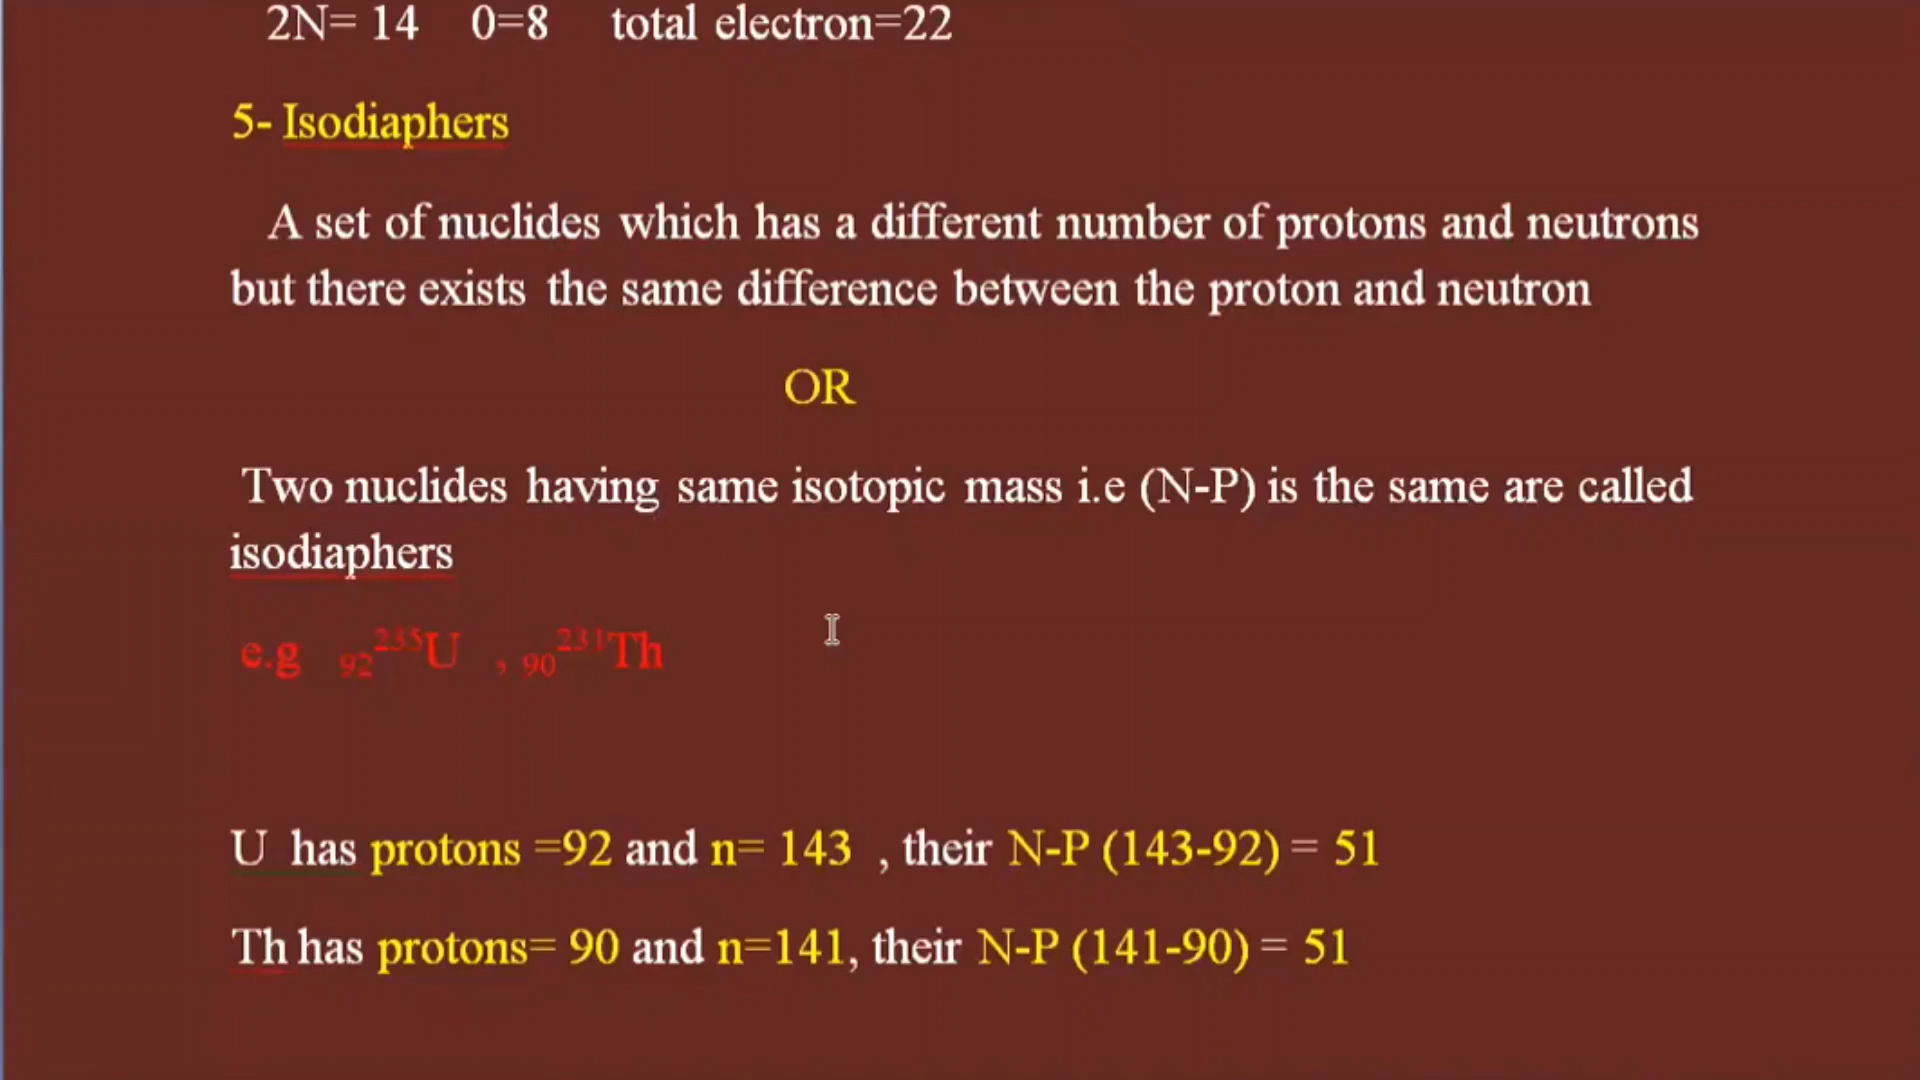 2N= 14 0=8 total electron=22
5- Isodiaphers
A set of nuclides which has a different number of protons and neutrons
but there exists the same difference between the proton and neutron
OR
Two nuclides having same isotopic mass i.e (N-P) is the same are called
isodiaphers
e.g ₉₂²³⁵U , ₉₀²³¹Th
U has protons =92 and n= 143 , their N-P (143-92) = 51
Th has protons= 90 and n=141, their N-P (141-90) = 51